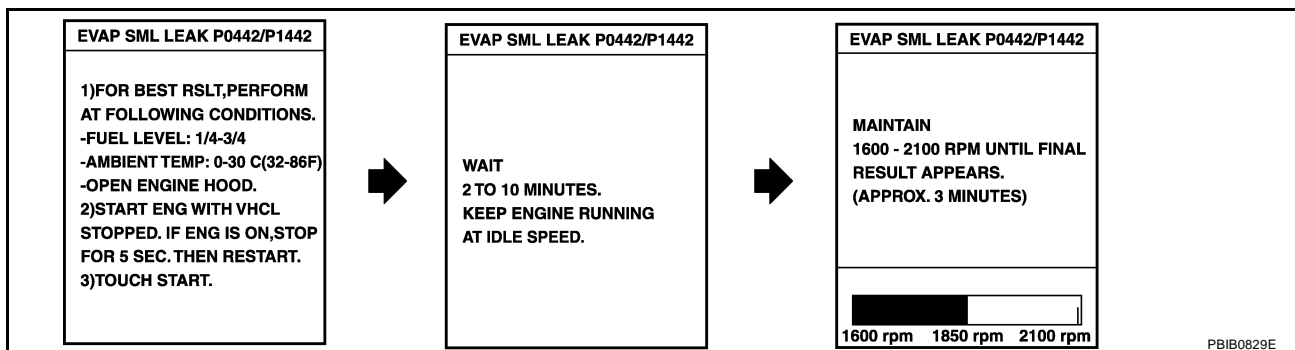 EVAP SML LEAK P0442/P1442
1)FOR BEST RSLT,PERFORM
AT FOLLOWING CONDITIONS.
-FUEL LEVEL: 1/4-3/4
-AMBIENT TEMP: 0-30 C(32-86F)
-OPEN ENGINE HOOD.
2)START ENG WITH VHCL
STOPPED. IF ENG IS ON,STOP
FOR 5 SEC. THEN RESTART.
3)TOUCH START.
EVAP SML LEAK P0442/P1442
WAIT
2 TO 10 MINUTES.
KEEP ENGINE RUNNING
AT IDLE SPEED.
EVAP SML LEAK P0442/P1442
MAINTAIN
1600 - 2100 RPM UNTIL FINAL
RESULT APPEARS.
(APPROX. 3 MINUTES)
1600 rpm 1850 rpm 2100 rpm
PBIB0829E